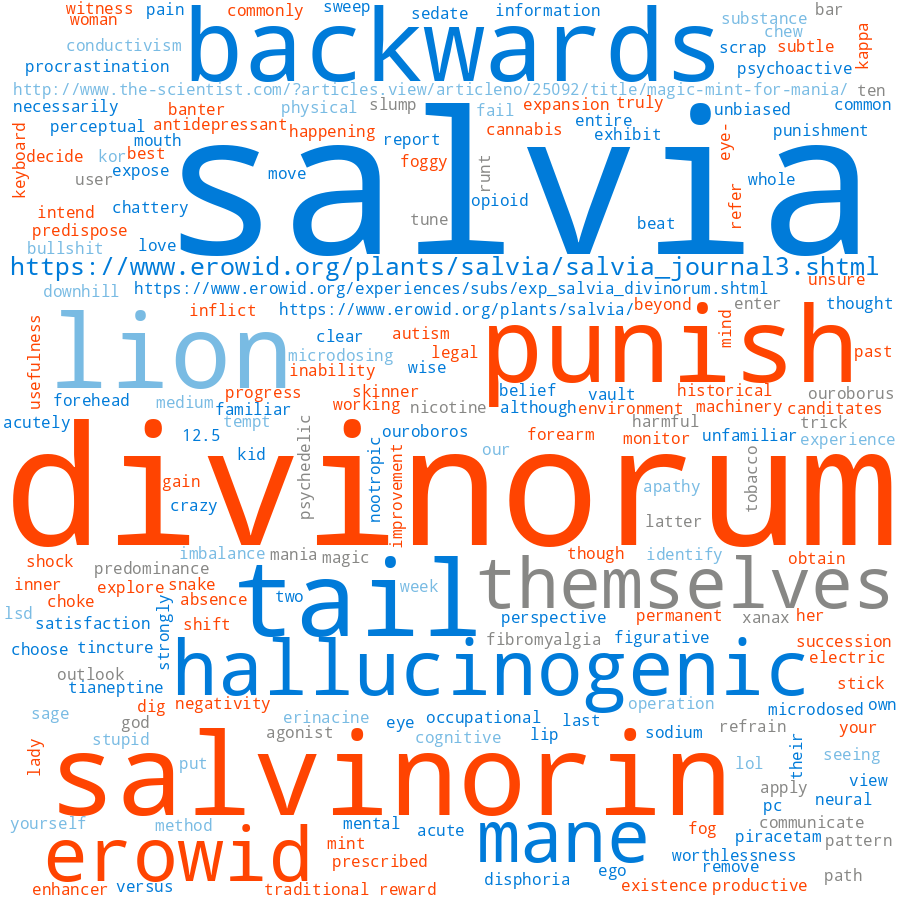 witness pain commonly sweep sedate information bar
woman backwards substance chew kappa
conductivism scrap subtle
procrastination psychoactive
http://www.the-scientist.com/?articles.view/articleno/25092/title/magic-mint-for-mania/ ten
necessarily banter physical slump fail expansion truly unbiased common
keyboard perceptual antidepressant happening cannabis entire eye- punishment
mouth report exhibit
decide kor best foggy runt
user expose move opioid whole
salvia
intend chattery tune refer
predispose beat
bullshit love
https://www.erowid.org/plants/salvia/salvia_journal3.shtml
downhill https://www.erowid.org/experiences/subs/exp_salvia_divinorum.shtml unsure
inflict https://www.erowid.org/plants/salvia/ beyond enter thought
usefulness lion clear autism punish mind
microdosing legal past
inability wise
progress skinner belief vault historical ouroborus
forehead medium familiar working nicotine although environment machinery canditates
acutely tempt harmful trick
12.5 ouroboros forearm monitor unfamiliar experience
kid psychedelic nootropic improvement our tobacco
divinorum
gain apathy
crazy latter
shock imbalance mania magic though identify obtain
predominance
inner explore snake tail week themselves
choke absence two
lsd strongly shift perspective permanent xanax her
satisfaction fibromyalgia figurative succession
choose tincture hallucinogenic electric
outlook
tianeptine stick
dig negativity operation microdosed own
sage god erinacine eye occupational last refrain your
stupid agonist cognitive lip sodium their seeing
lady put salvinorin lol view
apply pc neural
yourself method mental acute mane communicate
erowid fog piracetam pattern
mint worthlessness
prescribed ego remove path
enhancer versus traditional reward disphoria existence productive